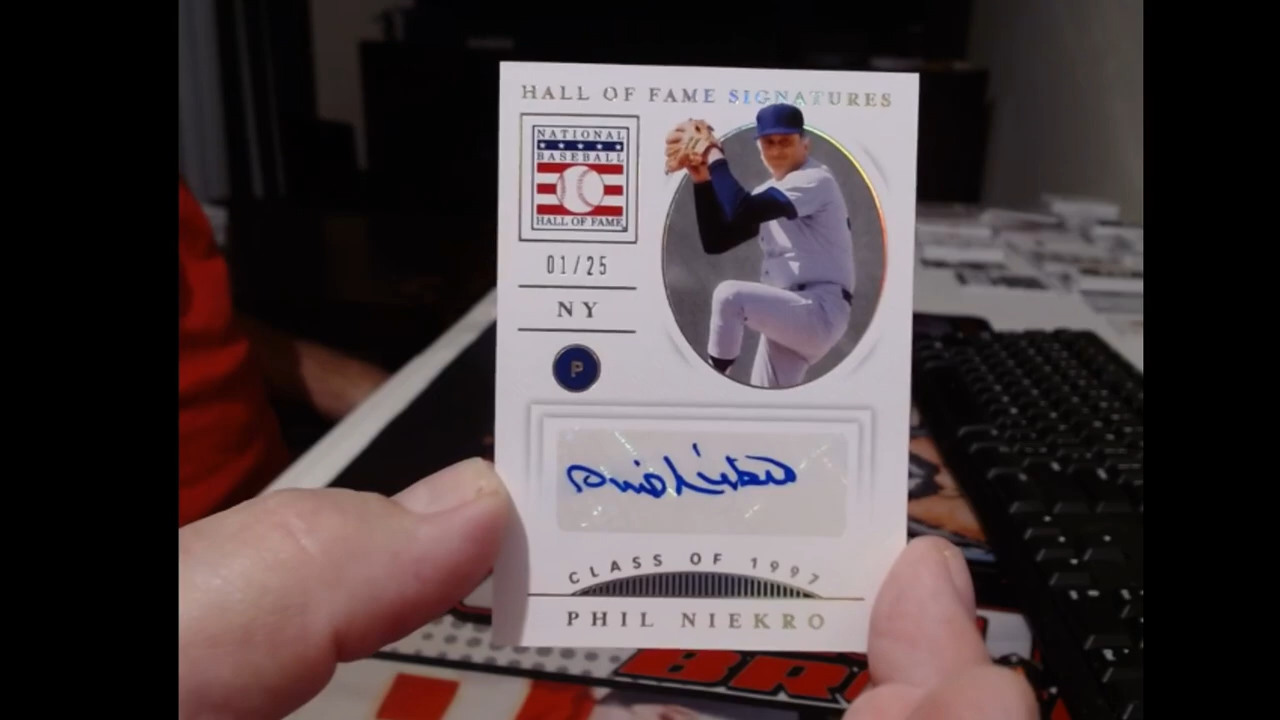 HALL OF FAME SIGNATURES
NATIONAL
BASEBALL
HALL OF FAME
01/25
NY
P
CLASS OF 1997
PHIL NIEKRO